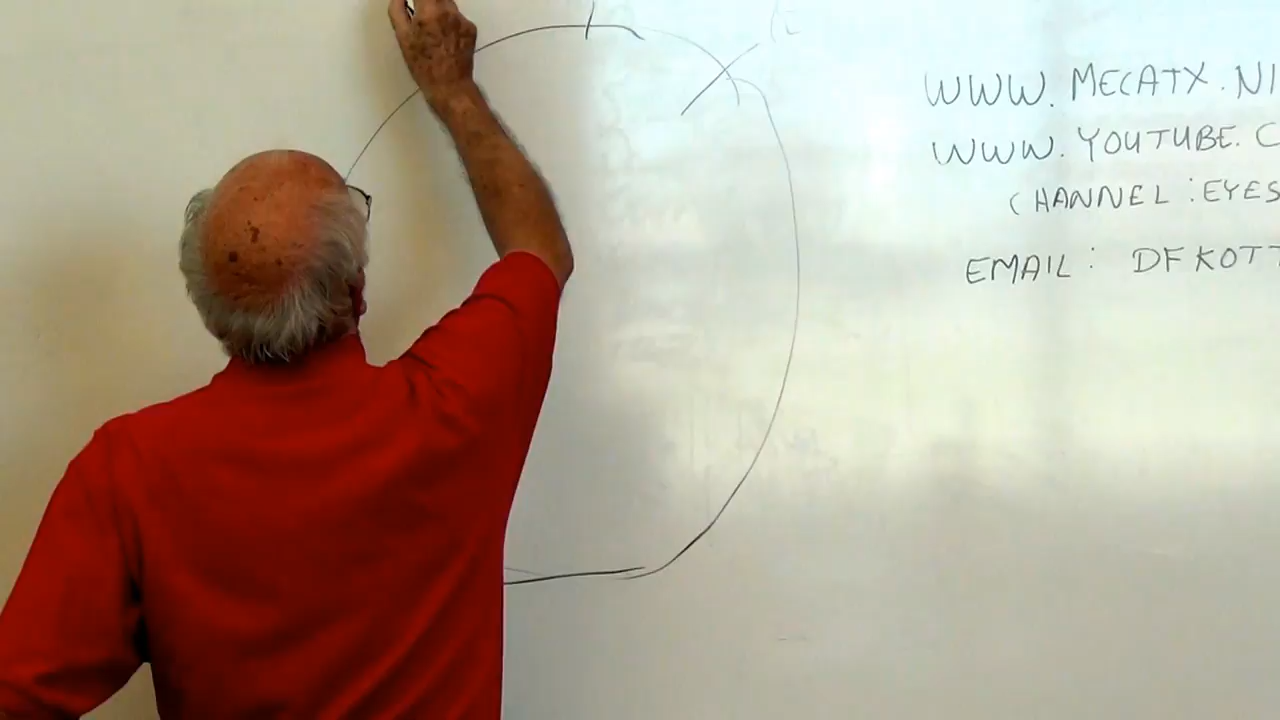 WWW. MECATX. NI
WWW. YOUTUBE. C
CHANNEL : EYES
EMAIL : DFKOTT